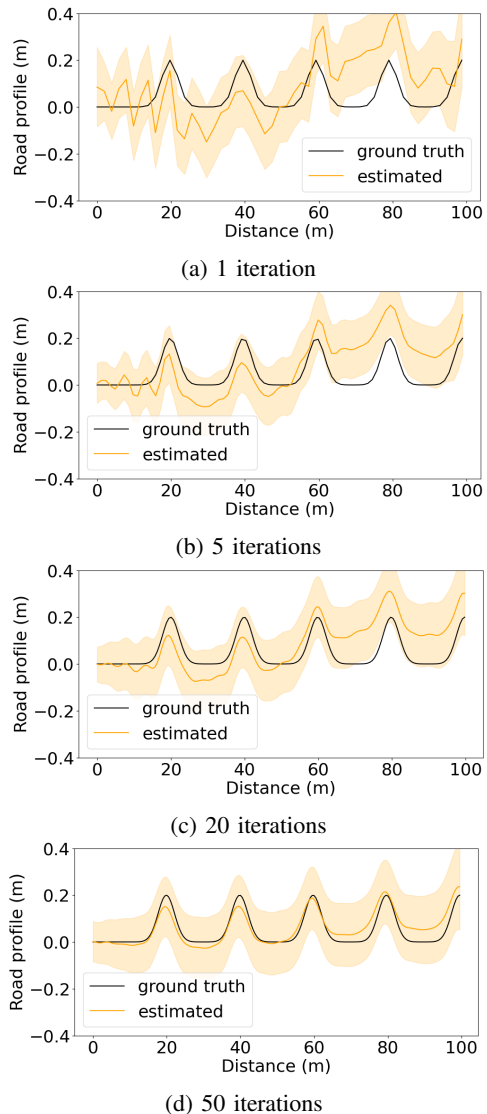 Road profile (m)
0.4
0.2
0.0
−0.2
−0.4
ground truth
estimated
0 20 40 60 80 100
Distance (m)
(a) 1 iteration
Road profile (m)
0.4
0.2
0.0
−0.2
−0.4
ground truth
estimated
0 20 40 60 80 100
Distance (m)
(b) 5 iterations
Road profile (m)
0.4
0.2
0.0
−0.2
−0.4
ground truth
estimated
0 20 40 60 80 100
Distance (m)
(c) 20 iterations
Road profile (m)
0.4
0.2
0.0
−0.2
−0.4
ground truth
estimated
0 20 40 60 80 100
Distance (m)
(d) 50 iterations